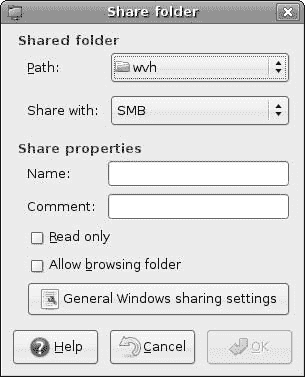 Share folder
Shared folder
Path: wvh
Share with: SMB
Share properties
Name:
Comment:
Read only
Allow browsing folder
General Windows sharing settings
Help Cancel OK